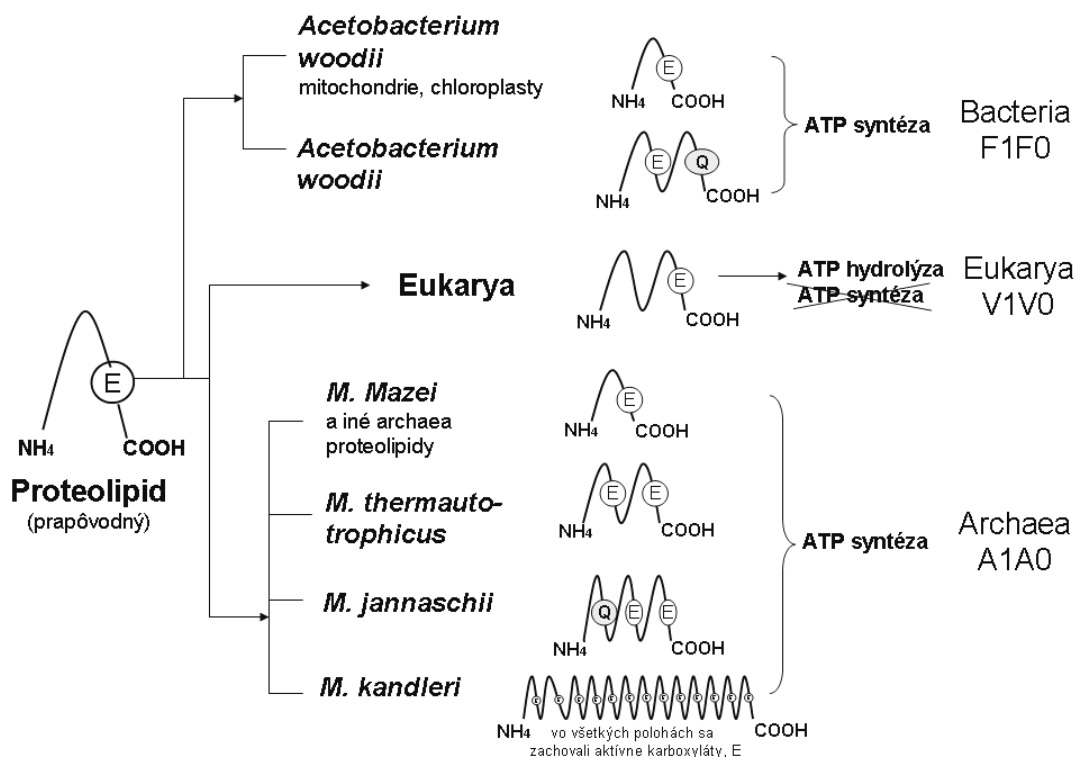 Acetobacterium
woodii
mitochondrie, chloroplasty
E
NH4
COOH
ATP syntéza
Bacteria
F1F0
Acetobacterium
woodii
E
Q
NH4
COOH
Eukarya
E
NH4
COOH
ATP hydrolýza
ATP syntéza
Eukarya
V1V0
E
NH4
COOH
Proteolipid
(prapôvodný)
M. Mazei
a iné archaea
proteolipidy
E
NH4
COOH
M. thermauto-
trophicus
E
E
NH4
COOH
ATP syntéza
Archaea
A1A0
M. jannaschii
Q
E
E
NH4
COOH
M. kandleri
NH4
COOH
vo všetkých polohách sa
zachovali aktívne karboxyláty, E